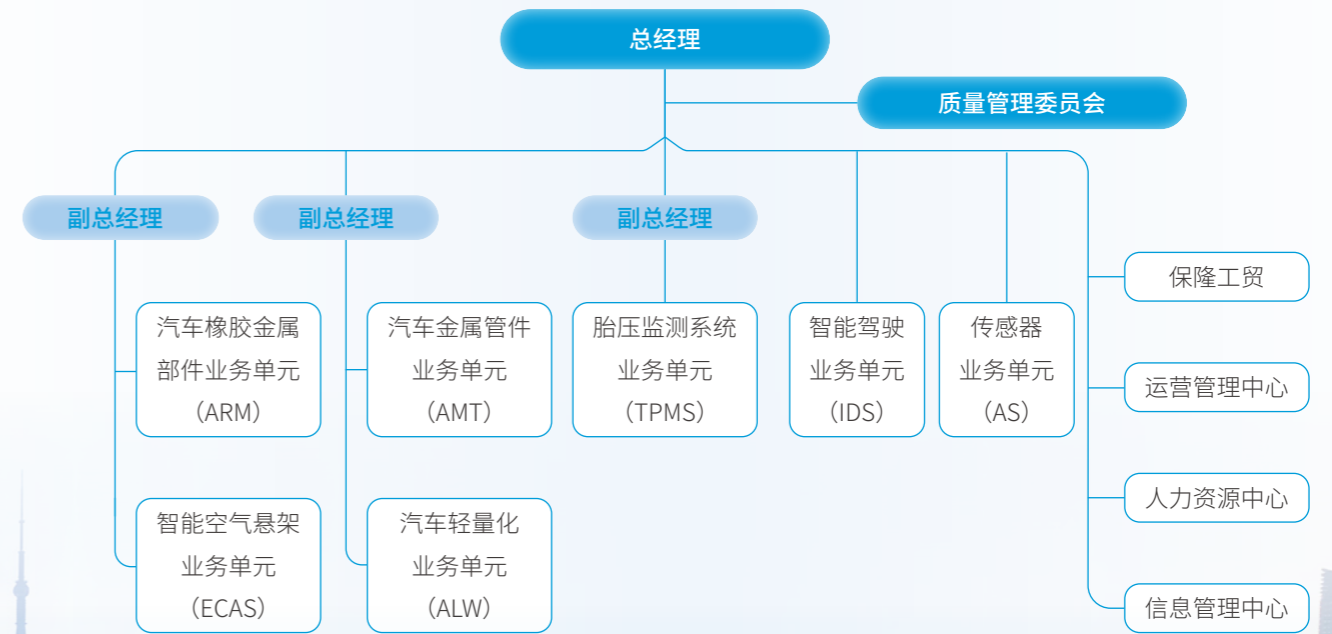 总经理
质量管理委员会
副总经理
副总经理
副总经理
汽车橡胶金属
部件业务单元
（ARM）
汽车金属管件
业务单元
（AMT）
胎压监测系统
业务单元
（TPMS）
智能驾驶
业务单元
（IDS）
传感器
业务单元
（AS）
智能空气悬架
业务单元
（ECAS）
汽车轻量化
业务单元
（ALW）
保隆工贸
运营管理中心
人力资源中心
信息管理中心